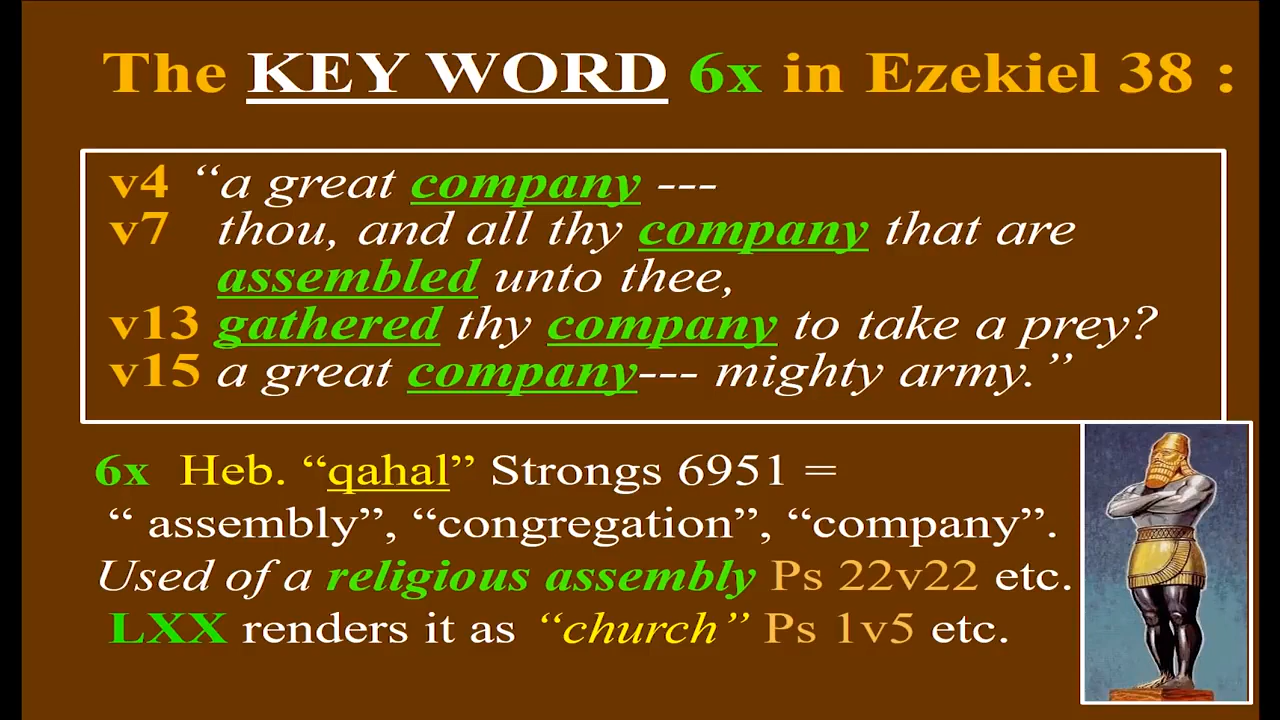 The KEY WORD 6x in Ezekiel 38 :
v4 “a great company ---
v7 thou, and all thy company that are
assembled unto thee,
v13 gathered thy company to take a prey?
v15 a great company--- mighty army.”
6x Heb. “qahal” Strongs 6951 =
“ assembly”, “congregation”, “company”.
Used of a religious assembly Ps 22v22 etc.
LXX renders it as “church” Ps 1v5 etc.